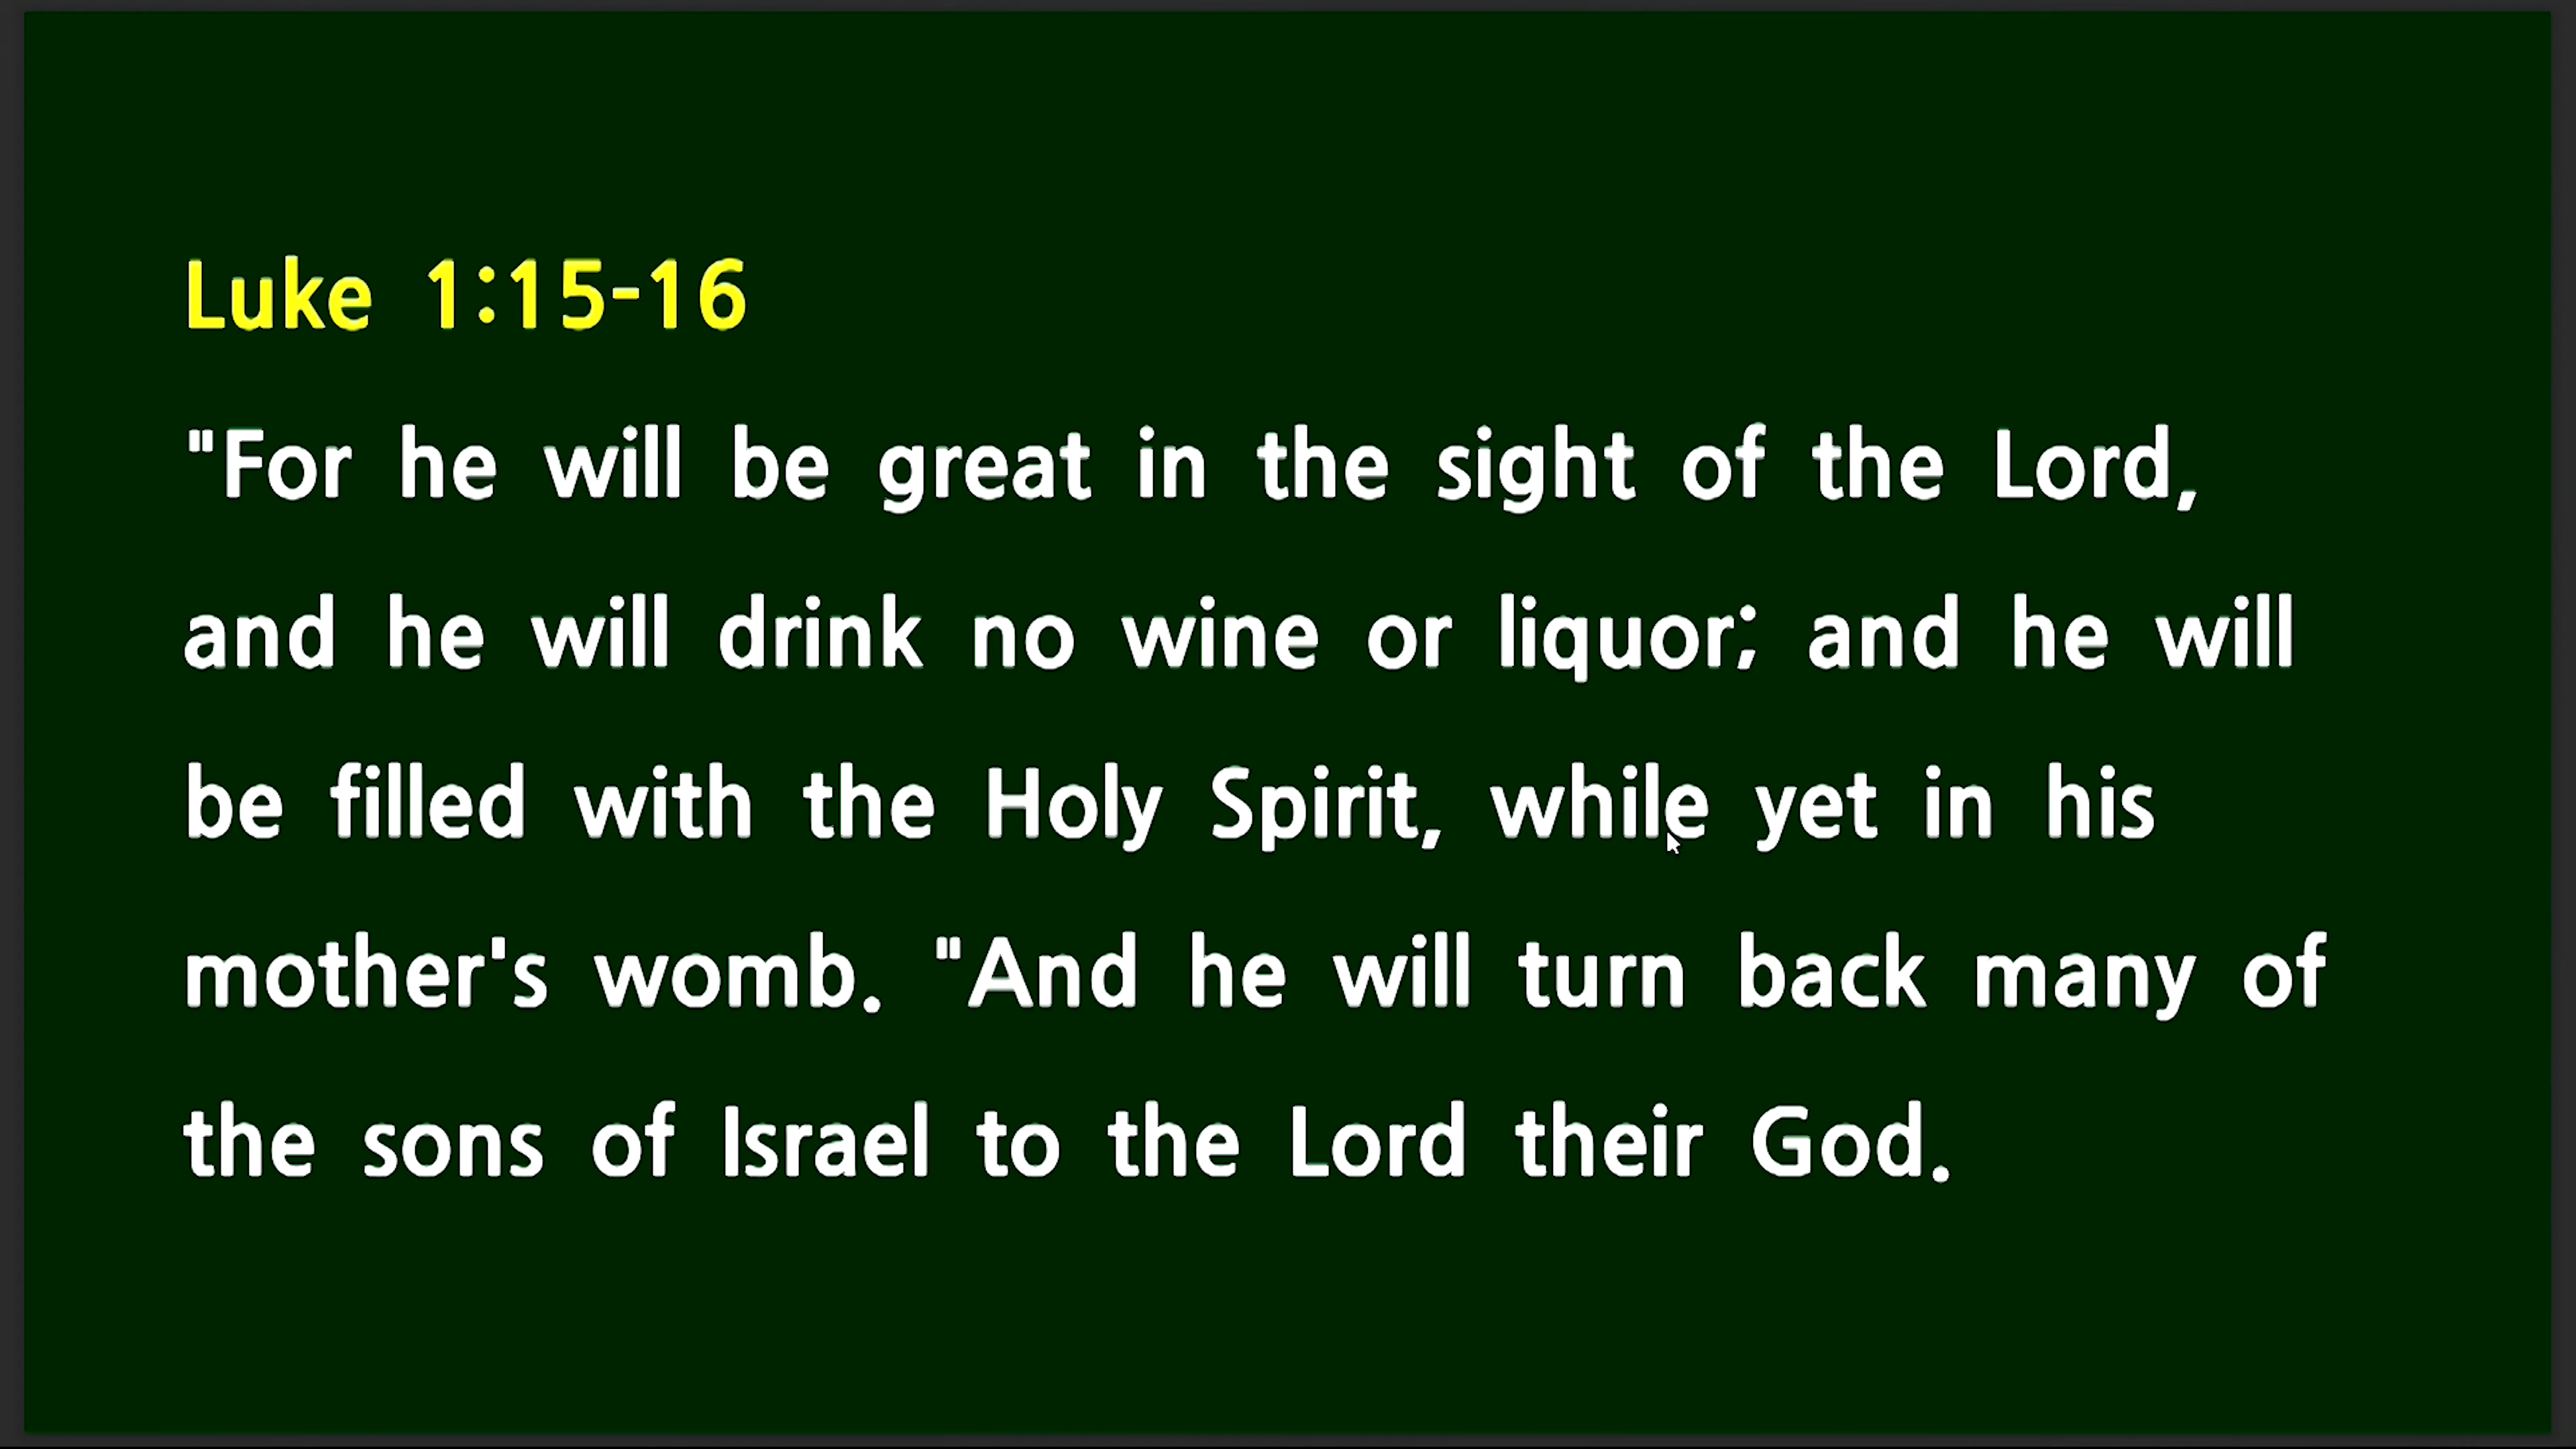 Luke 1:15-16
"For he will be great in the sight of the Lord,
and he will drink no wine or liquor; and he will
be filled with the Holy Spirit, while yet in his
mother's womb. "And he will turn back many of
the sons of Israel to the Lord their God.